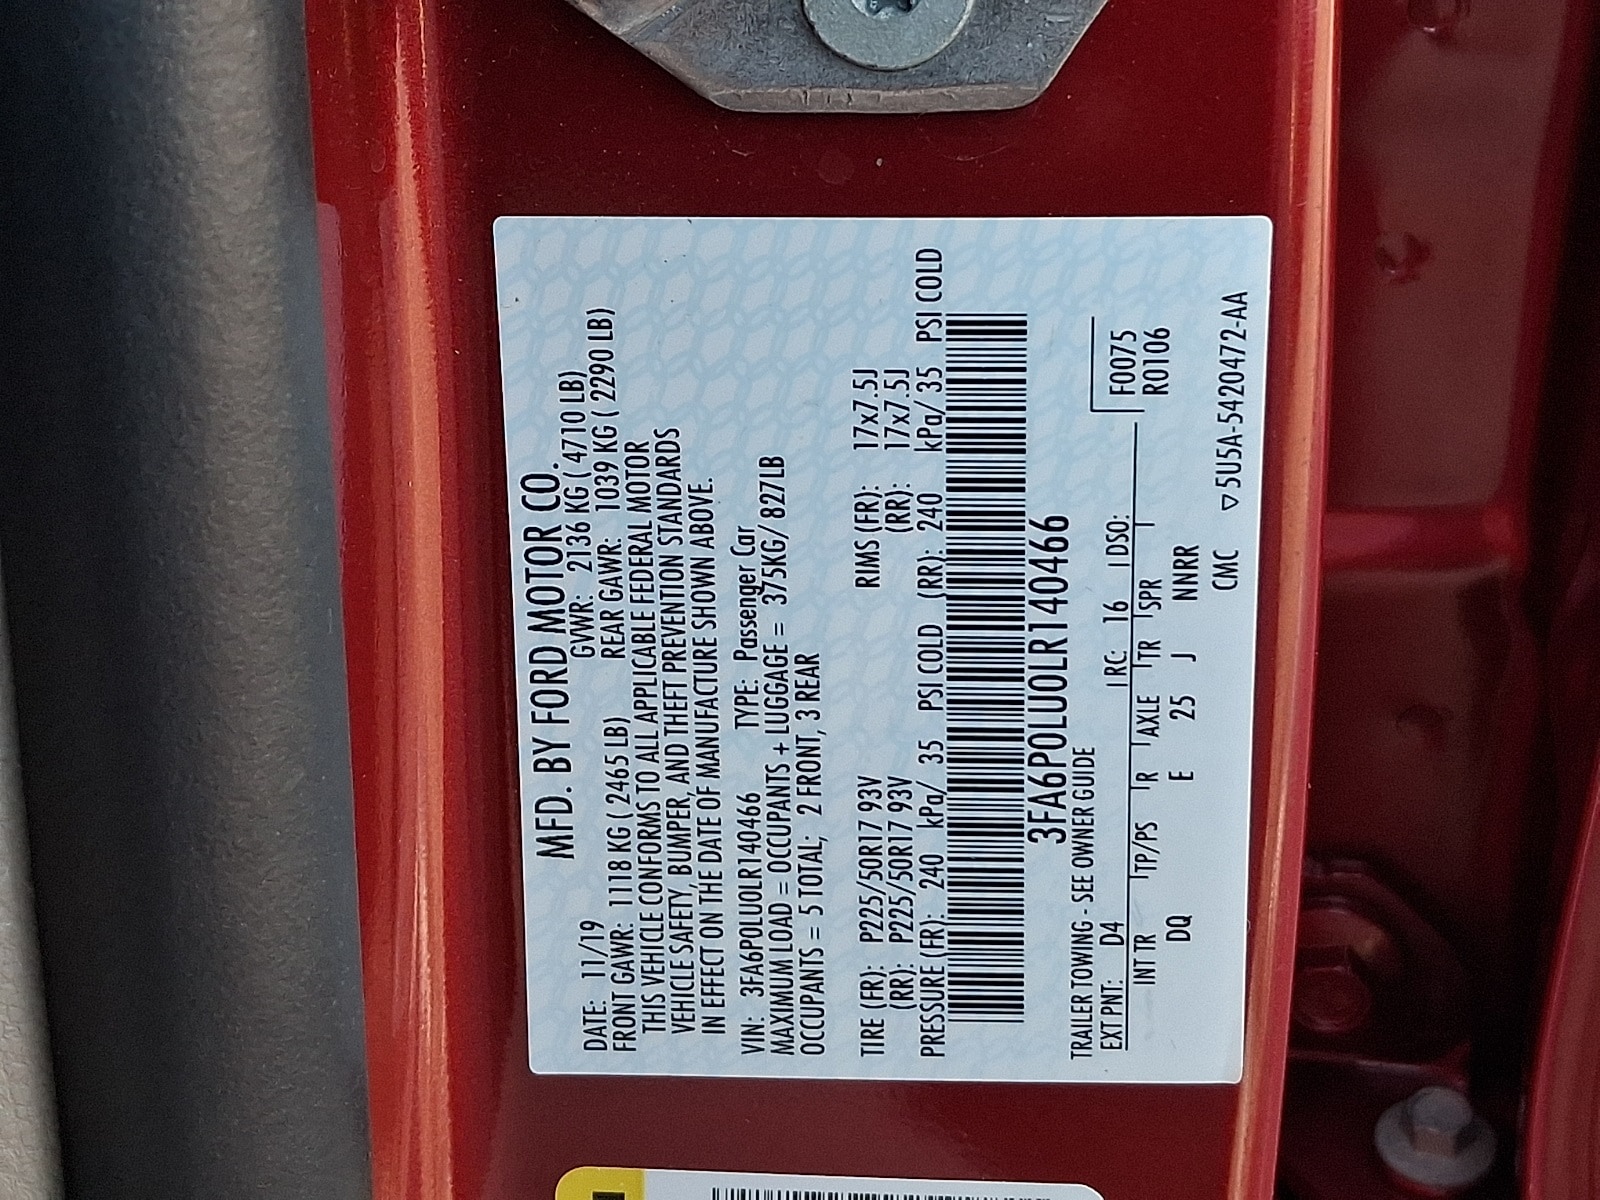 MFD. BY FORD MOTOR CO.
DATE: 11/19 GVWR: 2136 KG ( 4710 LB)
FRONT GAWR: 1118 KG ( 2465 LB) REAR GAWR: 1039 KG ( 2290 LB)
THIS VEHICLE CONFORMS TO ALL APPLICABLE FEDERAL MOTOR
VEHICLE SAFETY, BUMPER, AND THEFT PREVENTION STANDARDS
IN EFFECT ON THE DATE OF MANUFACTURE SHOWN ABOVE.
VIN: 3FA6P0LU0LR140466 TYPE: Passenger Car
MAXIMUM LOAD = OCCUPANTS + LUGGAGE = 375KG/ 827LB
OCCUPANTS = 5 TOTAL; 2 FRONT, 3 REAR
TIRE (FR): P225/50R17 93V RIMS (FR): 17x7.5J
(RR): P225/50R17 93V (RR): 17x7.5J
PRESSURE (FR): 240 kPa/ 35 PSI COLD (RR): 240 kPa/ 35 PSI COLD
3FA6P0LU0LR140466
TRAILER TOWING - SEE OWNER GUIDE
EXT PNT: D4 RC: 16 DSO: F0075
INT TR TP/PS R AXLE TR SPR R0106
DQ E 25 J NNRR
CMC ▽5U5A-5420472-AA